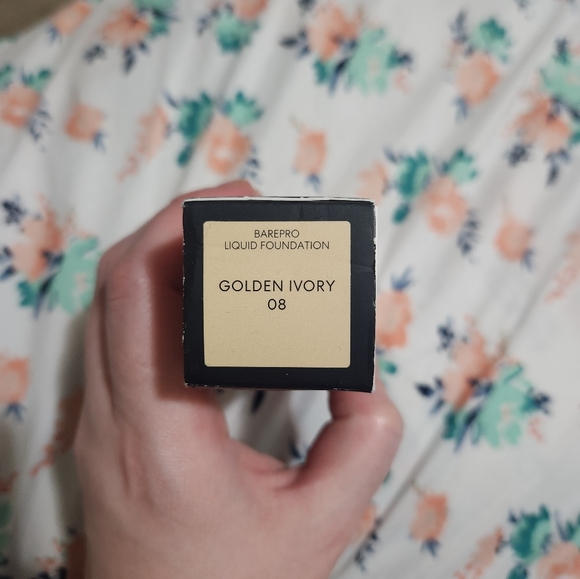 BAREPRO
LIQUID FOUNDATION
GOLDEN IVORY
08